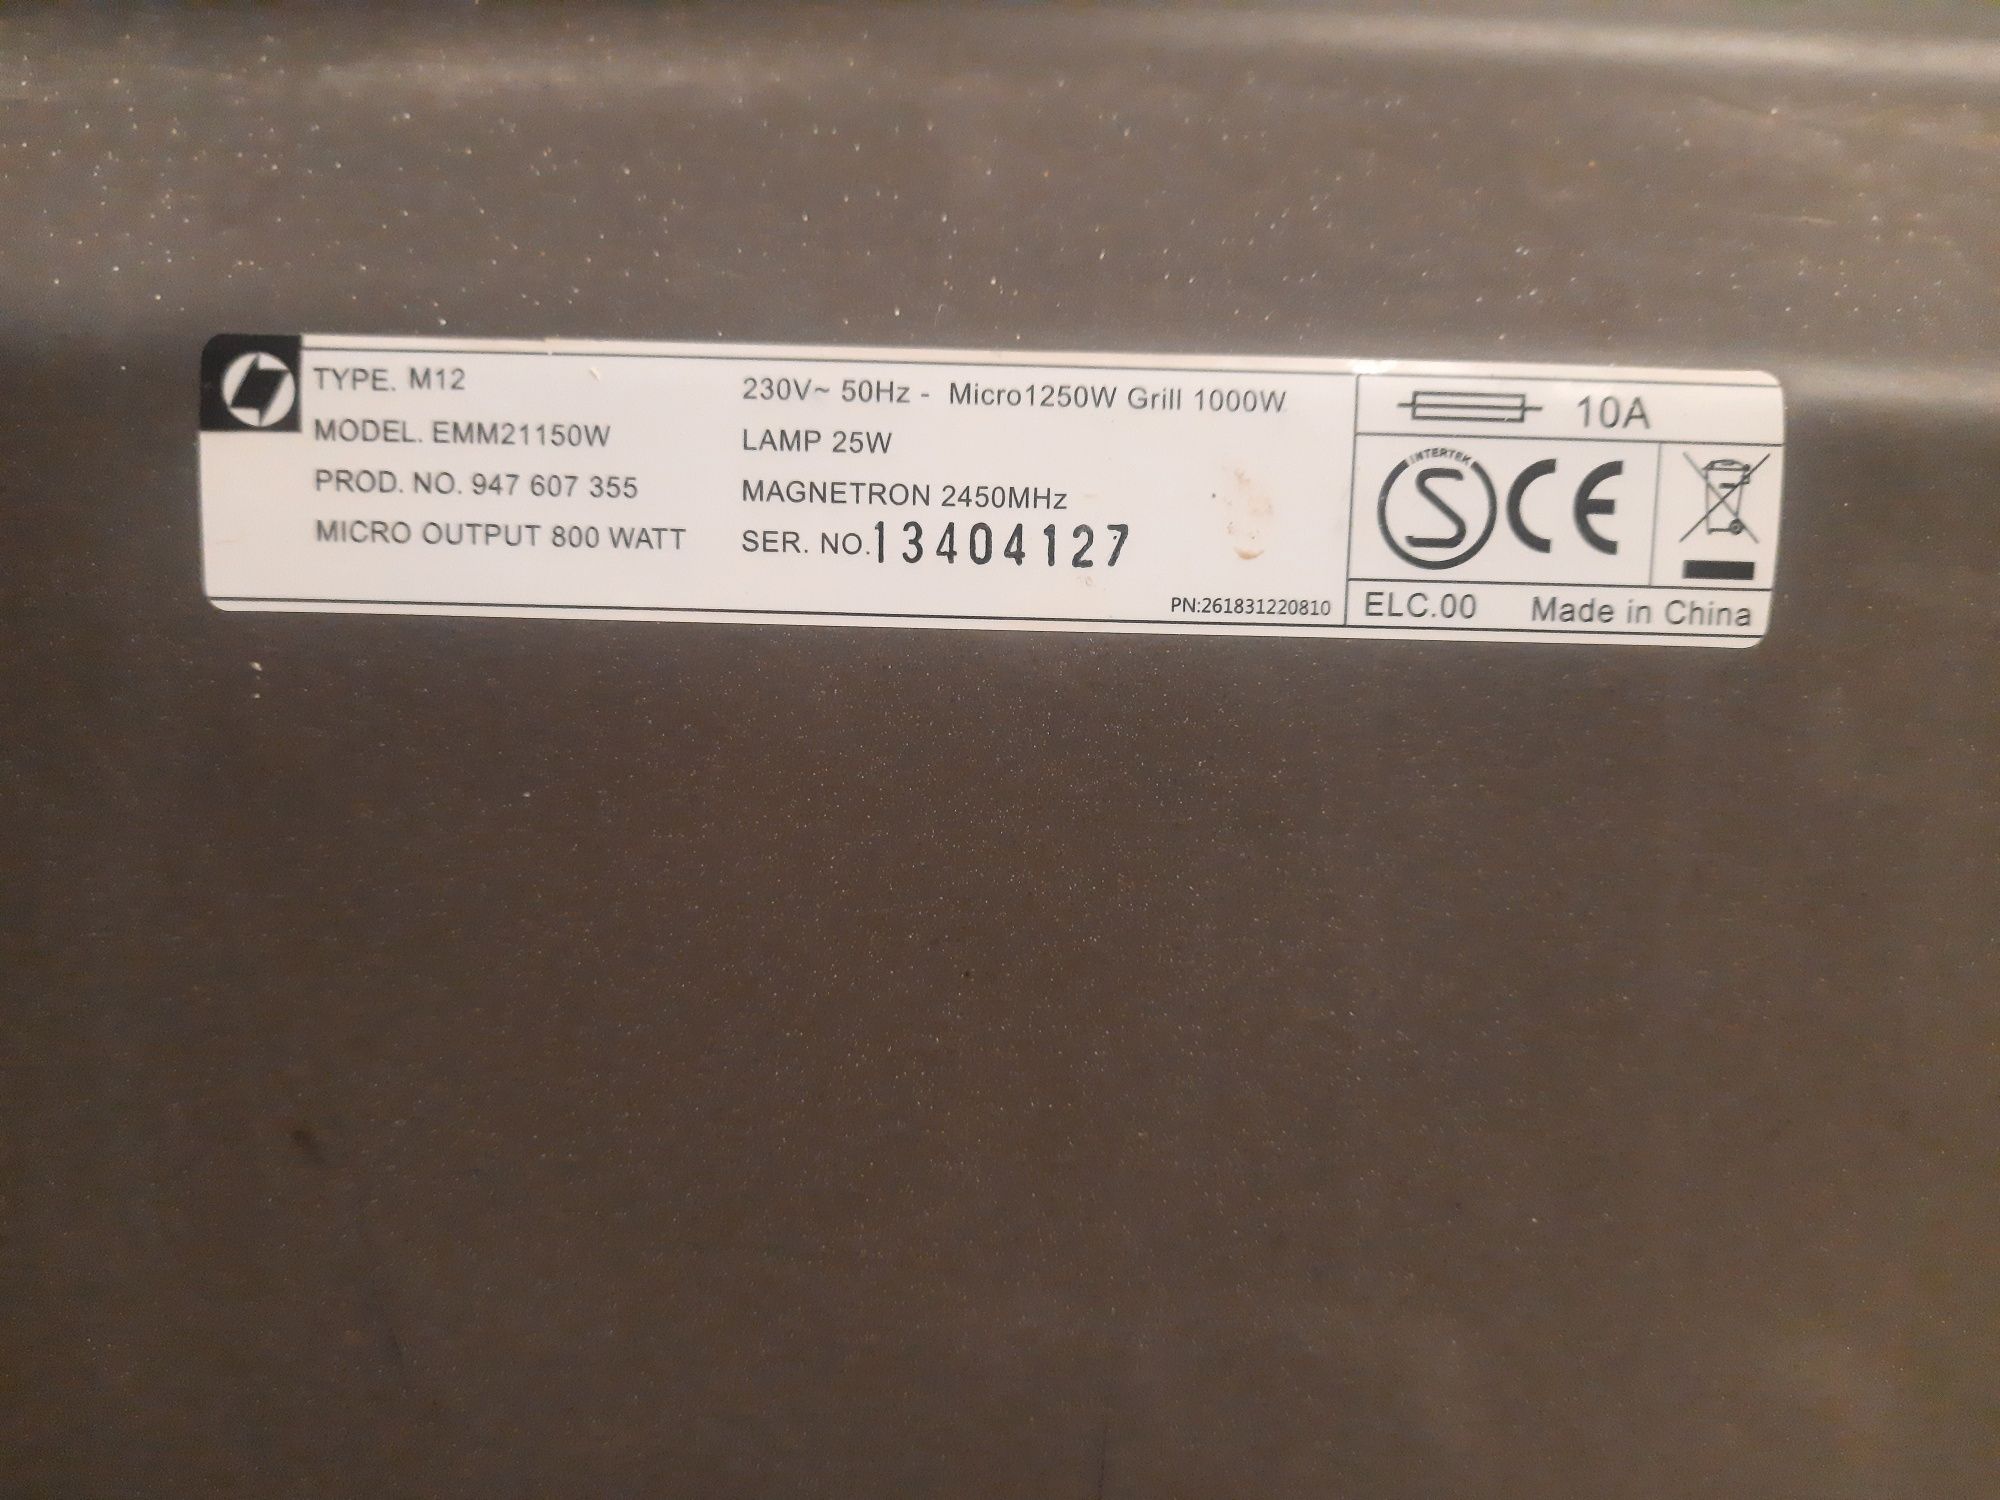 TYPE. M12
MODEL. EMM21150W
PROD. NO. 947 607 355
MICRO OUTPUT 800 WATT
230V~ 50Hz - Micro1250W Grill 1000W
LAMP 25W
MAGNETRON 2450MHz
SER. NO.13404127
PN:261831220810
10A
INTERTEK
S CE
ELC.00 Made in China